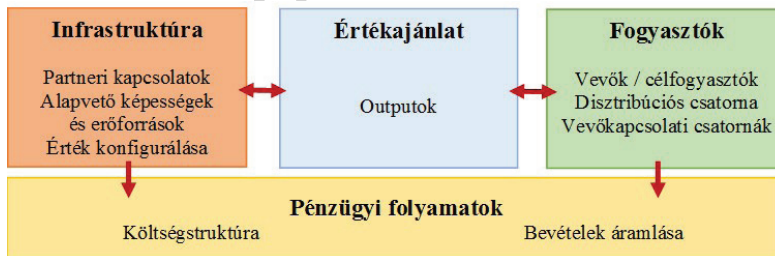 Infrastruktúra
Partneri kapcsolatok
Alapvető képességek
és erőforrások
Érték konfigurálása
Értékajánlat
Outputok
Fogyasztók
Vevők / célfogyasztók
Disztribúciós csatorna
Vevőkapcsolati csatornák
Pénzügyi folyamatok
Költségstruktúra
Bevételek áramlása